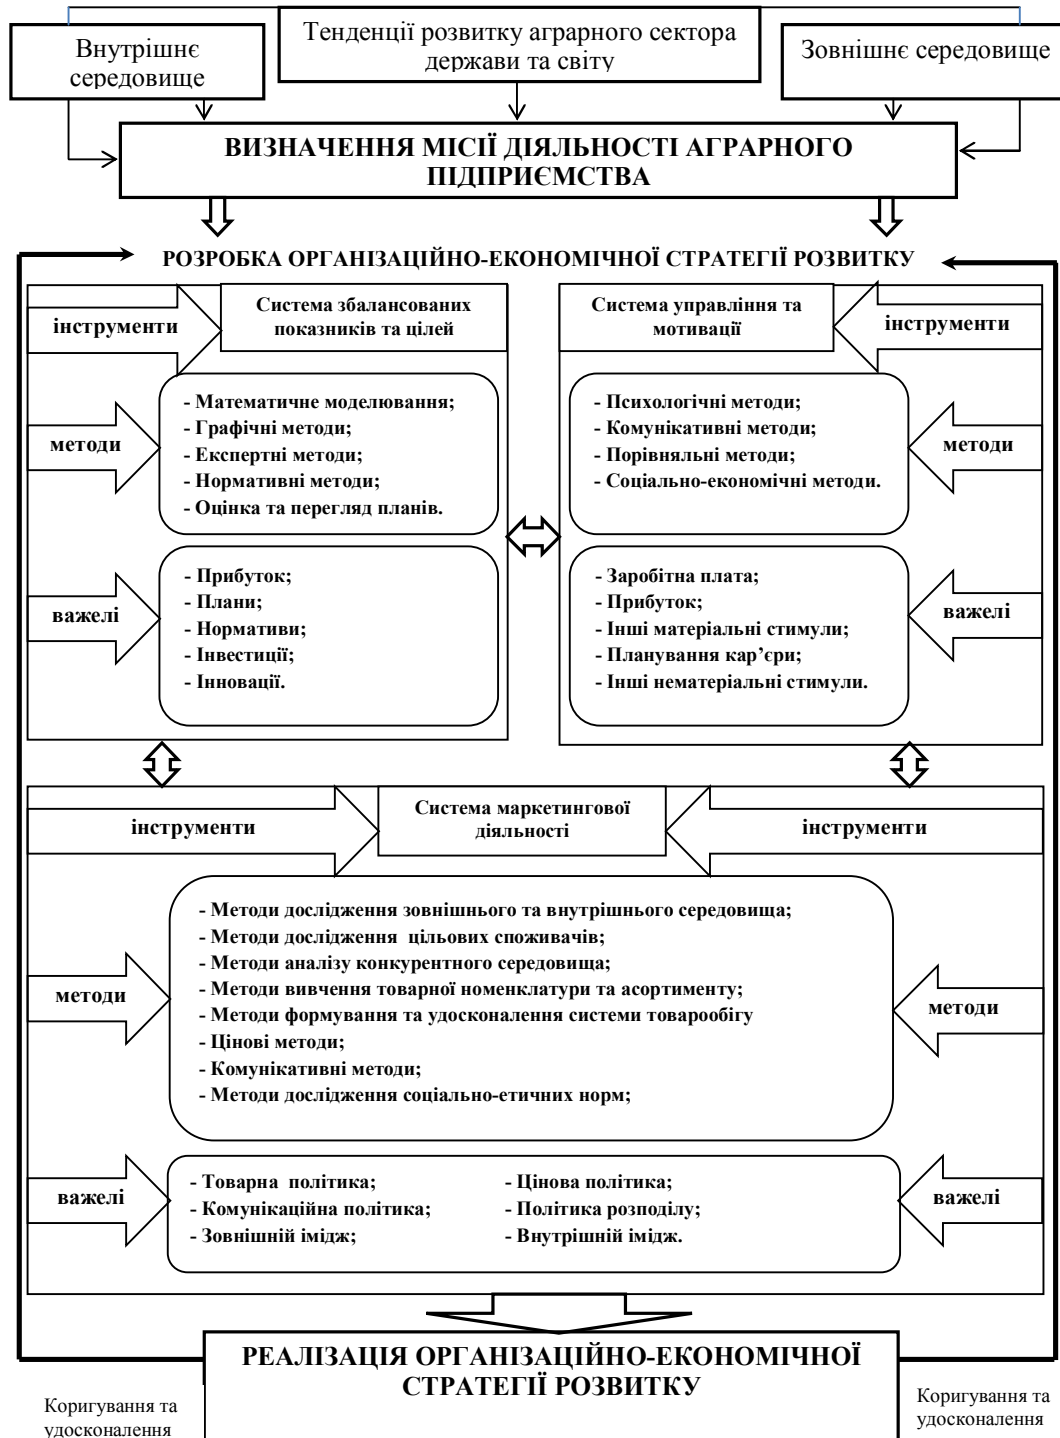 Внутрішнє
середовище
Тенденції розвитку аграрного сектора
держави та світу
Зовнішнє середовище
ВИЗНАЧЕННЯ МІСІЇ ДІЯЛЬНОСТІ АГРАРНОГО
ПІДПРИЄМСТВА
РОЗРОБКА ОРГАНІЗАЦІЙНО-ЕКОНОМІЧНОЇ СТРАТЕГІЇ РОЗВИТКУ
інструменти
Система збалансованих
показників та цілей
методи
- Математичне моделювання;
- Графічні методи;
- Експертні методи;
- Нормативні методи;
- Оцінка та перегляд планів.
важелі
- Прибуток;
- Плани;
- Нормативи;
- Інвестиції;
- Інновації.
Система управління та
мотивації
інструменти
- Психологічні методи;
- Комунікативні методи;
- Порівняльні методи;
- Соціально-економічні методи.
методи
- Заробітна плата;
- Прибуток;
- Інші матеріальні стимули;
- Планування кар’єри;
- Інші нематеріальні стимули.
важелі
інструменти
Система маркетингової
діяльності
інструменти
методи
- Методи дослідження зовнішнього та внутрішнього середовища;
- Методи дослідження цільових споживачів;
- Методи аналізу конкурентного середовища;
- Методи вивчення товарної номенклатури та асортименту;
- Методи формування та удосконалення системи товарообігу
- Цінові методи;
- Комунікативні методи;
- Методи дослідження соціально-етичних норм;
методи
важелі
- Товарна політика;
- Комунікаційна політика;
- Зовнішній імідж;
- Цінова політика;
- Політика розподілу;
- Внутрішній імідж.
важелі
РЕАЛІЗАЦІЯ ОРГАНІЗАЦІЙНО-ЕКОНОМІЧНОЇ
СТРАТЕГІЇ РОЗВИТКУ
Коригування та
удосконалення
Коригування та
удосконалення